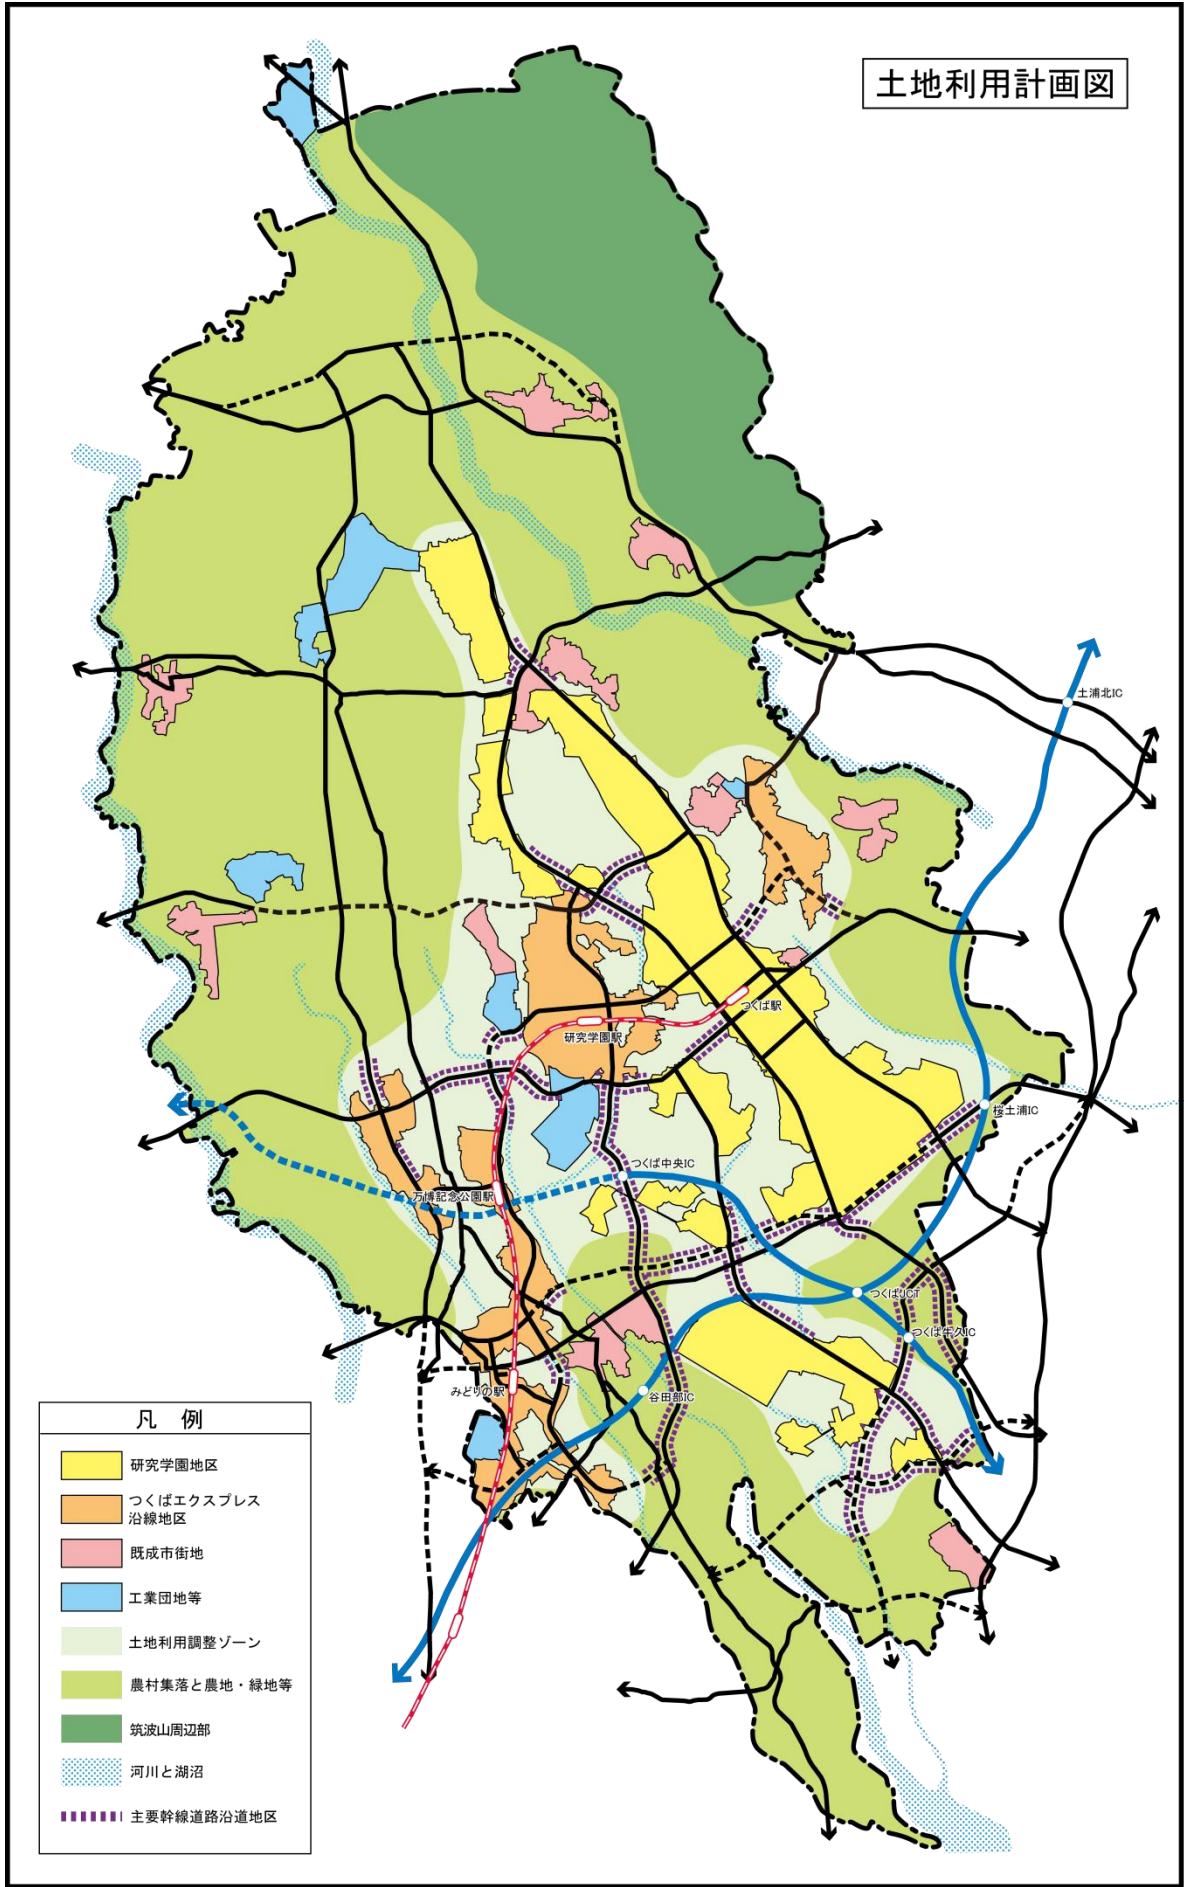 土地利用計画図
土浦北IC
つくば駅
研究学園駅
桜土浦IC
つくば中央IC
万博記念公園駅
つくばJCT
つくば牛久IC
みどりの駅
谷田部IC
凡 例
研究学園地区
つくばエクスプレス
沿線地区
既成市街地
工業団地等
土地利用調整ゾーン
農村集落と農地・緑地等
筑波山周辺部
河川と湖沼
主要幹線道路沿道地区